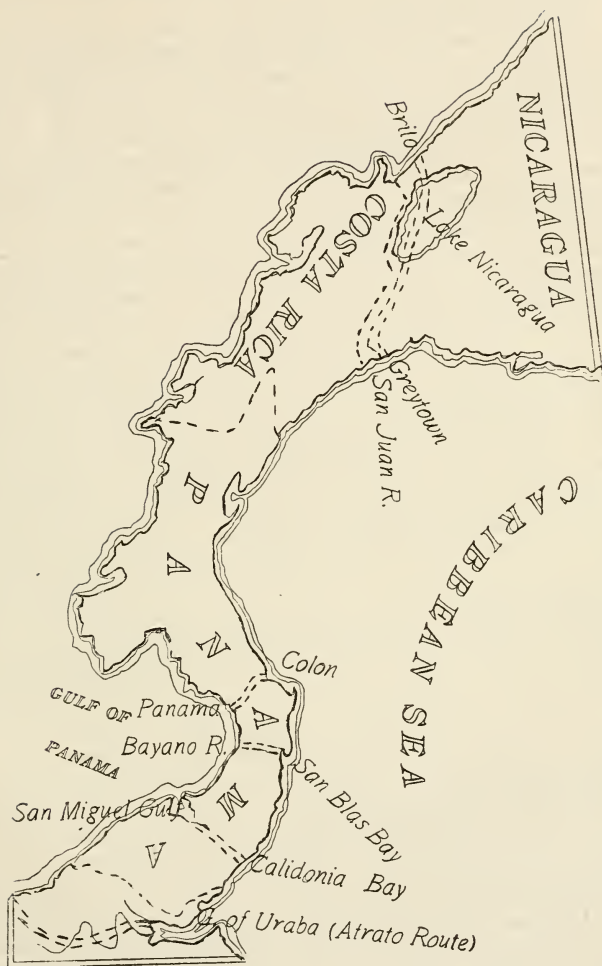 NICARAGUA
Brito
Lake Nicaragua
COSTA RICA
Greytown
San Juan R.
CARIBBEAN SEA
PANAMA
Colon
GULF OF PANAMA
Panama
Bayano R.
San Blas Bay
San Miguel Gulf
Calidonia Bay
of Uraba (Atrato Route)